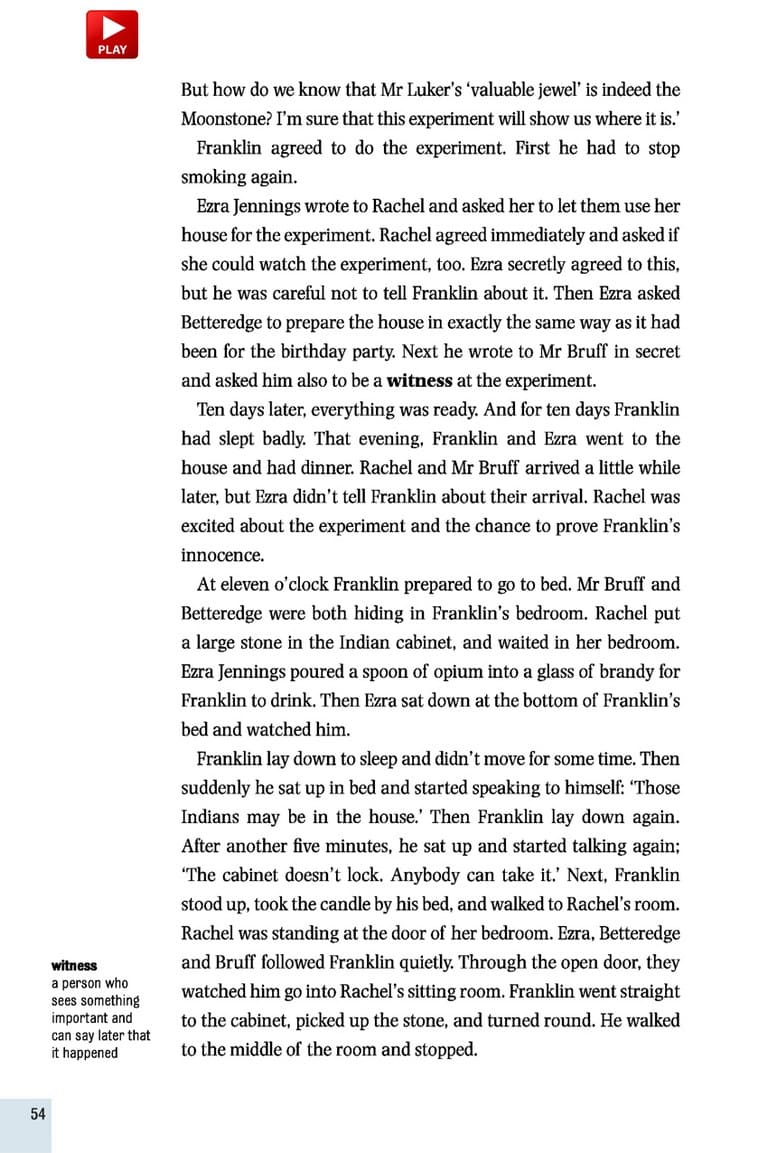 PLAY
But how do we know that Mr Luker's ‘valuable jewel’ is indeed the
Moonstone? I'm sure that this experiment will show us where it is.’
Franklin agreed to do the experiment. First he had to stop
smoking again.
Ezra Jennings wrote to Rachel and asked her to let them use her
house for the experiment. Rachel agreed immediately and asked if
she could watch the experiment, too. Ezra secretly agreed to this,
but he was careful not to tell Franklin about it. Then Ezra asked
Betteredge to prepare the house in exactly the same way as it had
been for the birthday party. Next he wrote to Mr Bruff in secret
and asked him also to be a witness at the experiment.
Ten days later, everything was ready. And for ten days Franklin
had slept badly. That evening, Franklin and Ezra went to the
house and had dinner. Rachel and Mr Bruff arrived a little while
later, but Ezra didn't tell Franklin about their arrival. Rachel was
excited about the experiment and the chance to prove Franklin's
innocence.
At eleven o'clock Franklin prepared to go to bed. Mr Bruff and
Betteredge were both hiding in Franklin's bedroom. Rachel put
a large stone in the Indian cabinet, and waited in her bedroom.
Ezra Jennings poured a spoon of opium into a glass of brandy for
Franklin to drink. Then Ezra sat down at the bottom of Franklin's
bed and watched him.
Franklin lay down to sleep and didn't move for some time. Then
suddenly he sat up in bed and started speaking to himself: ‘Those
Indians may be in the house.’ Then Franklin lay down again.
After another five minutes, he sat up and started talking again;
‘The cabinet doesn't lock. Anybody can take it.’ Next, Franklin
stood up, took the candle by his bed, and walked to Rachel's room.
Rachel was standing at the door of her bedroom. Ezra, Betteredge
and Bruff followed Franklin quietly. Through the open door, they
watched him go into Rachel's sitting room. Franklin went straight
to the cabinet, picked up the stone, and turned round. He walked
to the middle of the room and stopped.
witness
a person who
sees something
important and
can say later that
it happened
54